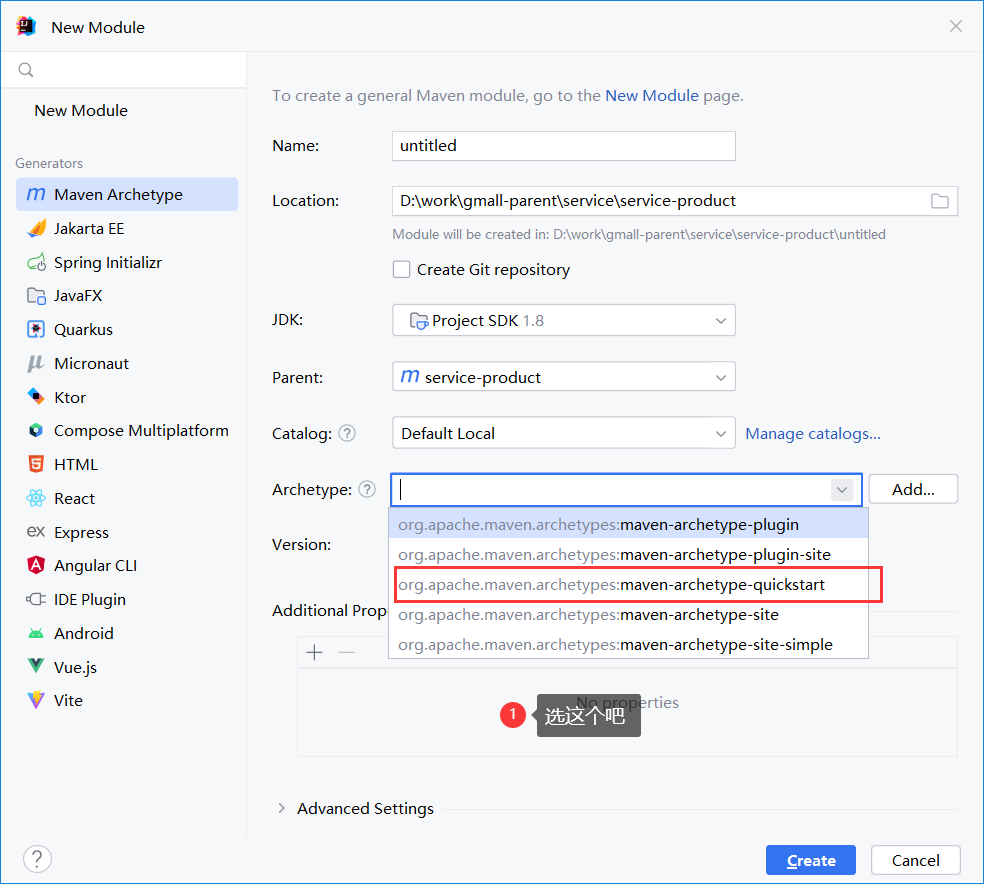 New Module
New Module
Generators
Maven Archetype
Jakarta EE
Spring Initializr
JavaFX
Quarkus
Micronaut
Ktor
Compose Multiplatform
HTML
React
Express
Angular CLI
IDE Plugin
Android
Vue.js
Vite
To create a general Maven module, go to the New Module page.
Name: untitled
Location: D:\work\gmall-parent\service\service-product
Module will be created in: D:\work\gmall-parent\service\service-product\untitled
Create Git repository
JDK: Project SDK 1.8
Parent: service-product
Catalog: ? Default Local Manage catalogs...
Archetype: ? Add...
org.apache.maven.archetypes:maven-archetype-plugin
Version:
org.apache.maven.archetypes:maven-archetype-plugin-site
org.apache.maven.archetypes:maven-archetype-quickstart
Additional Prop
org.apache.maven.archetypes:maven-archetype-site
org.apache.maven.archetypes:maven-archetype-site-simple
No properties
1 选这个吧
Advanced Settings
? Create Cancel